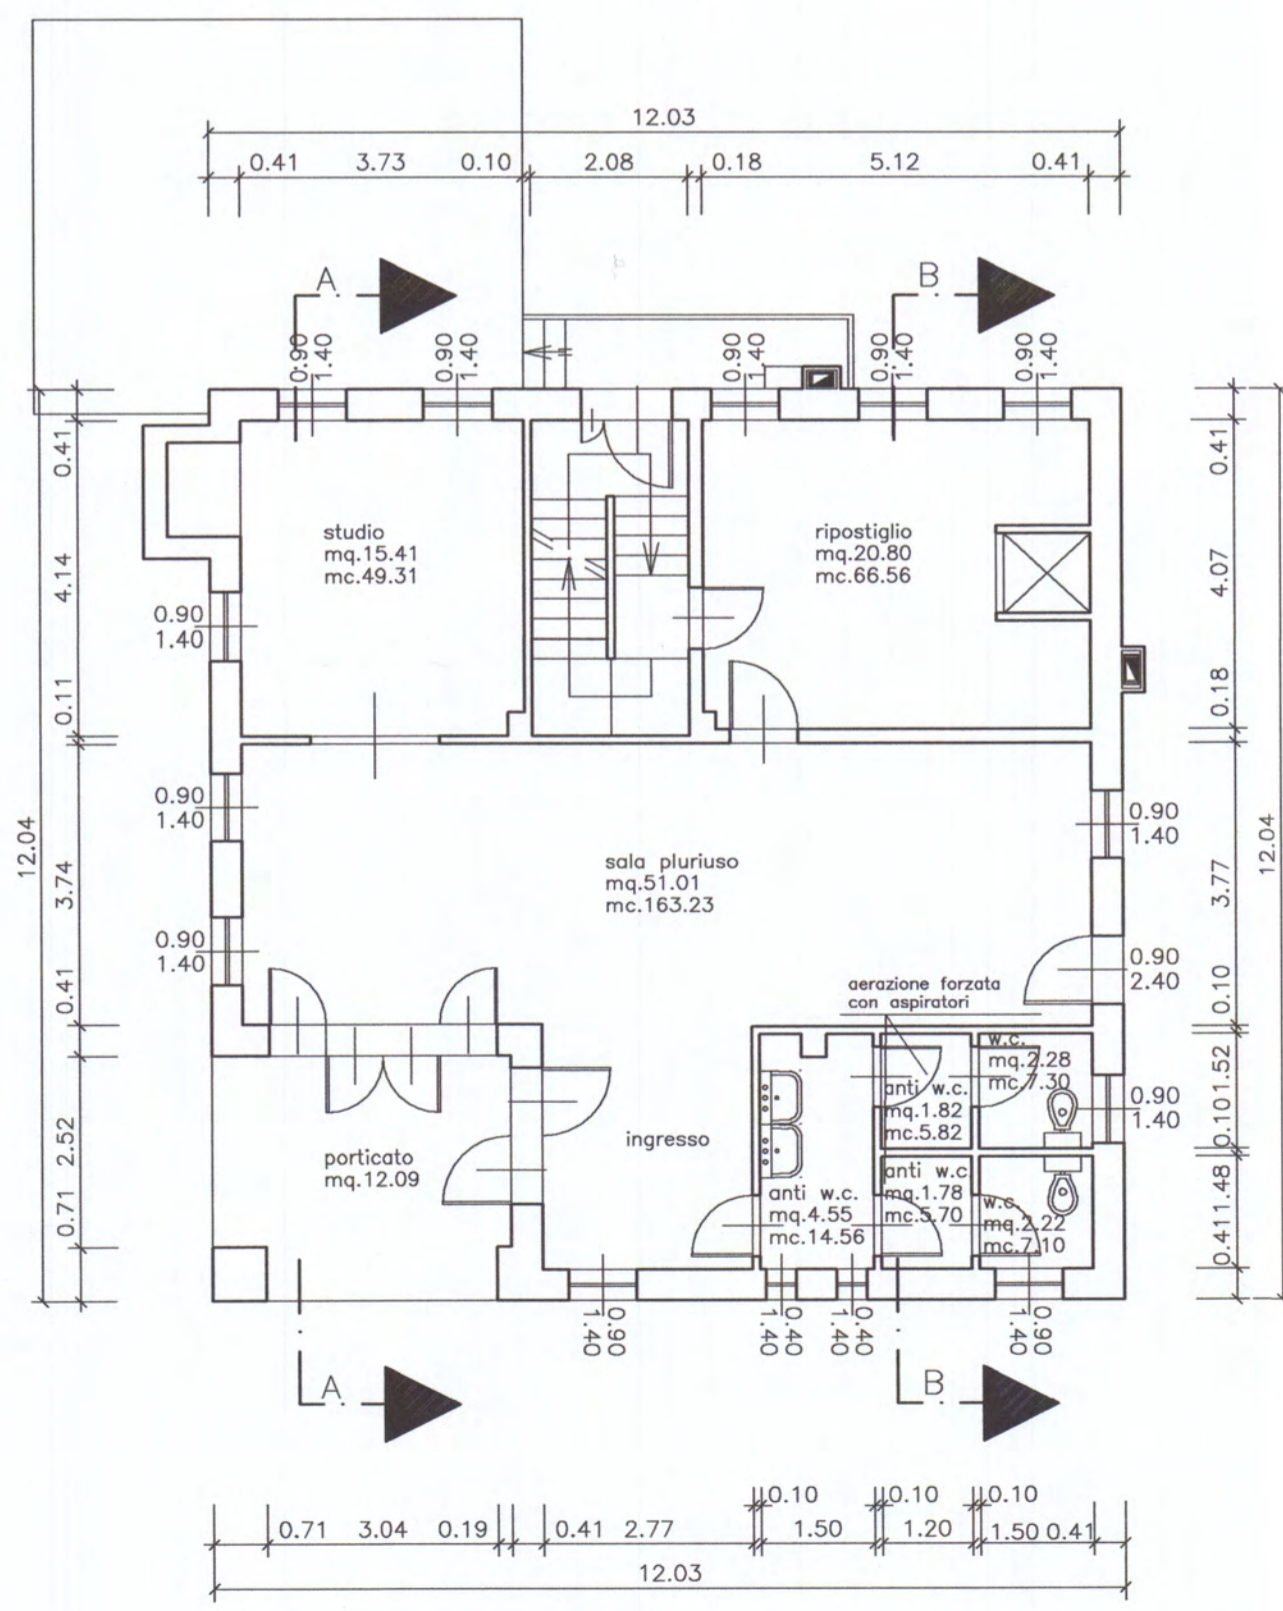 12.03
0.41 3.73 0.10 2.08 0.18 5.12 0.41
A
B
0.90
1.40
0.90
1.40
0.90
1.40
0.90
1.40
0.90
1.40
0.41
4.14
0.11
3.74
0.41
2.52
0.71
12.04
0.41
4.07
0.18
3.77
0.10
1.52
0.10
1.48
0.41
12.04
studio
mq.15.41
mc.49.31
ripostiglio
mq.20.80
mc.66.56
0.90
1.40
0.90
1.40
0.90
1.40
0.90
1.40
0.90
2.40
0.90
1.40
sala pluriuso
mq.51.01
mc.163.23
aerazione forzata
con aspiratori
w.c.
mq.2.28
mc.7.30
anti w.c.
mq.1.82
mc.5.82
ingresso
porticato
mq.12.09
anti w.c.
mq.4.55
mc.14.56
anti w.c.
mq.1.78
mc.5.70
w.c.
mq.2.22
mc.7.10
0.90
1.40
0.40
1.40
0.40
1.40
0.90
1.40
A
B
0.10 0.10 0.10
0.71 3.04 0.19 0.41 2.77 1.50 1.20 1.50 0.41
12.03